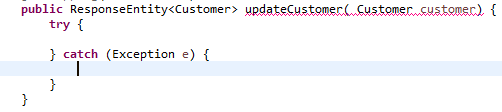 public ResponseEntity<Customer> updateCustomer( Customer customer) {
try {
} catch (Exception e) {
}
}